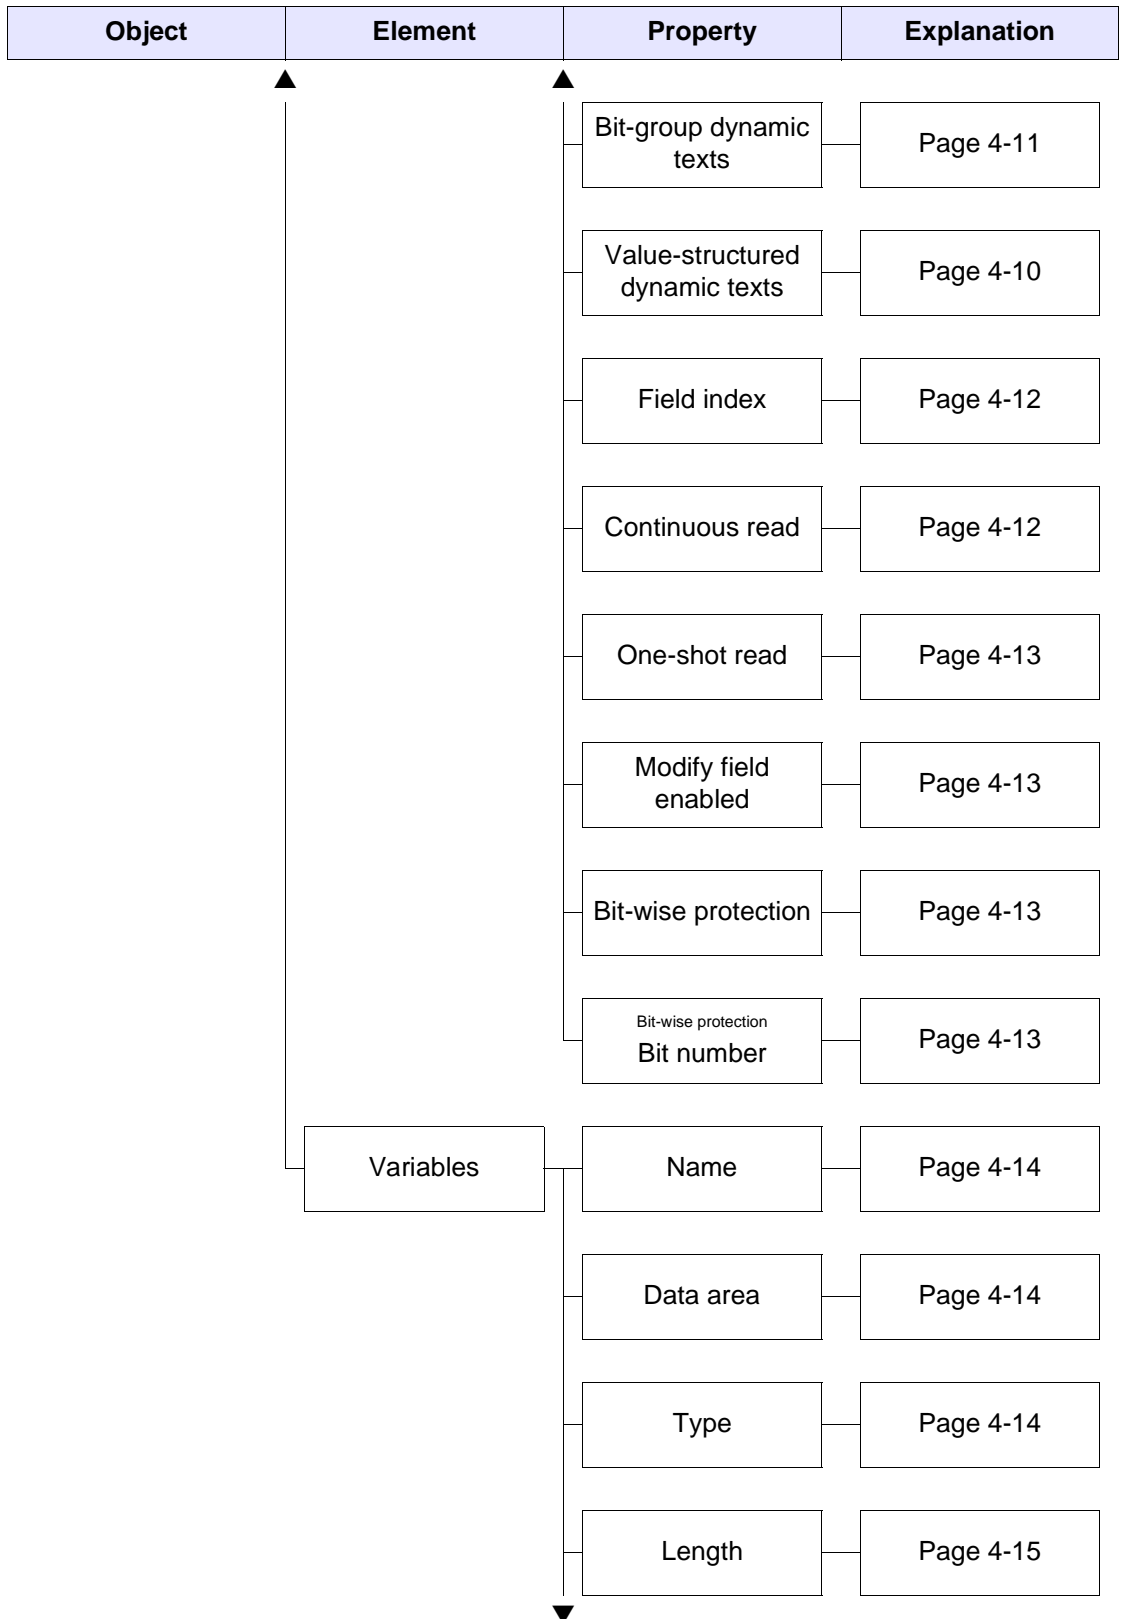 Object Element Property Explanation
Bit-group dynamic
texts
Page 4-11
Value-structured
dynamic texts
Page 4-10
Field index
Page 4-12
Continuous read
Page 4-12
One-shot read
Page 4-13
Modify field
enabled
Page 4-13
Bit-wise protection
Page 4-13
Bit-wise protection
Bit number
Page 4-13
Variables
Name
Page 4-14
Data area
Page 4-14
Type
Page 4-14
Length
Page 4-15